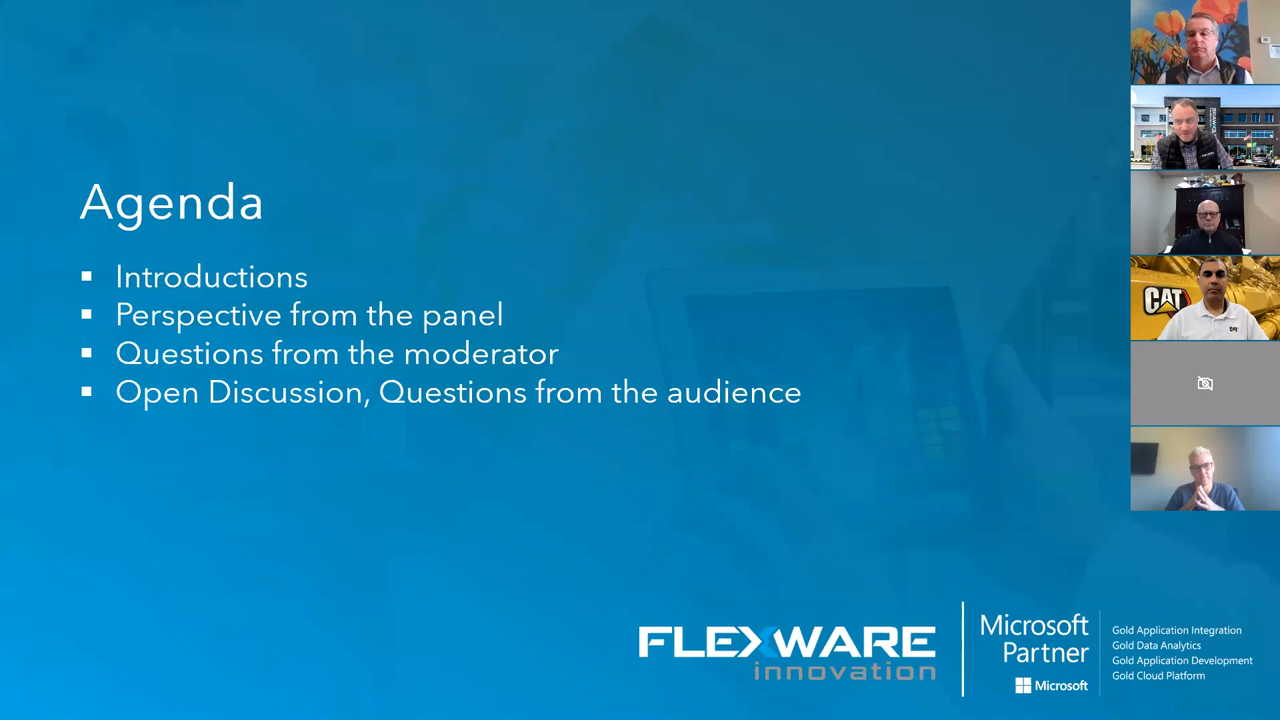 Agenda
▪ Introductions
▪ Perspective from the panel
▪ Questions from the moderator
▪ Open Discussion, Questions from the audience
CAT
CAT
FLEXWARE
innovation
Microsoft
Partner
Microsoft
Gold Application Integration
Gold Data Analytics
Gold Application Development
Gold Cloud Platform